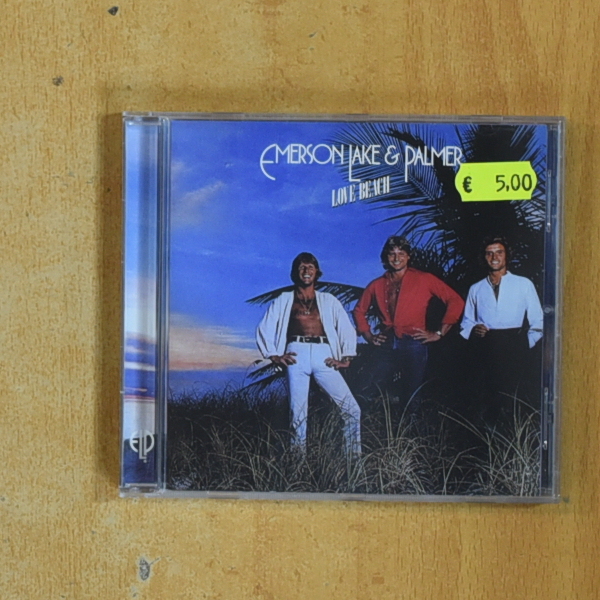 EMERSON LAKE & PALMER
LOVE BEACH
€ 5,00
ELP